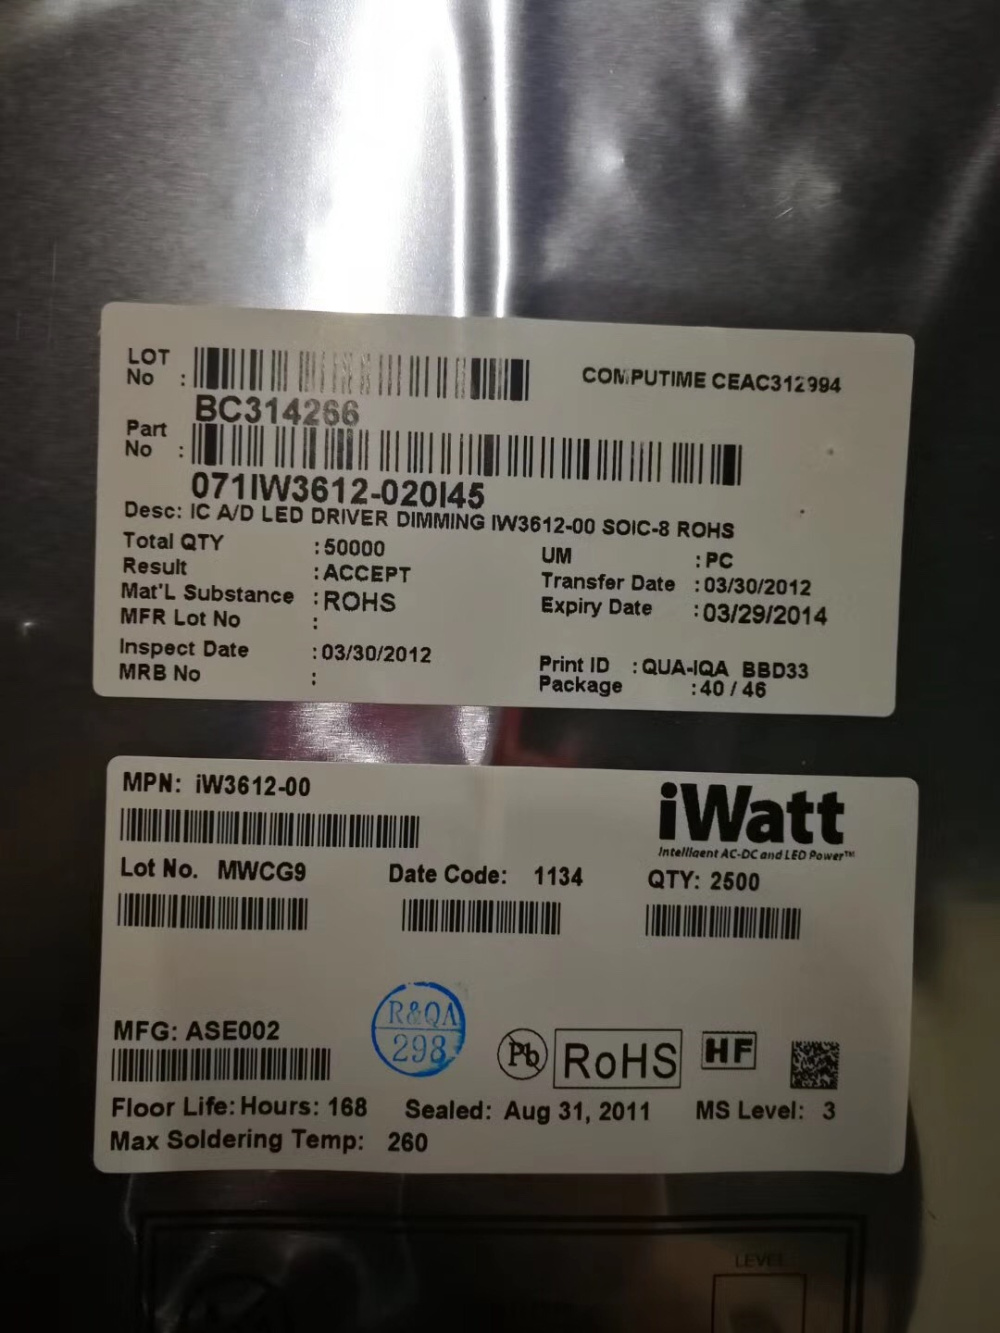 LOT No : BC314266
COMPUTIME CEAC312994
Part No : 071IW3612-020I45
Desc: IC A/D LED DRIVER DIMMING IW3612-00 SOIC-8 ROHS
Total QTY :50000
UM :PC
Result :ACCEPT
Transfer Date :03/30/2012
Mat'L Substance :ROHS
Expiry Date :03/29/2014
MFR Lot No :
Inspect Date :03/30/2012
Print ID :QUA-IQA BBD33
MRB No :
Package :40 / 46
MPN: iW3612-00
iWatt
Intelligent AC-DC and LED Power™
Lot No. MWCG9
Date Code: 1134
QTY: 2500
R&QA
298
MFG: ASE002
Pb
RoHS
HF
Floor Life: Hours: 168
Sealed: Aug 31, 2011
MS Level: 3
Max Soldering Temp: 260
LEVEL